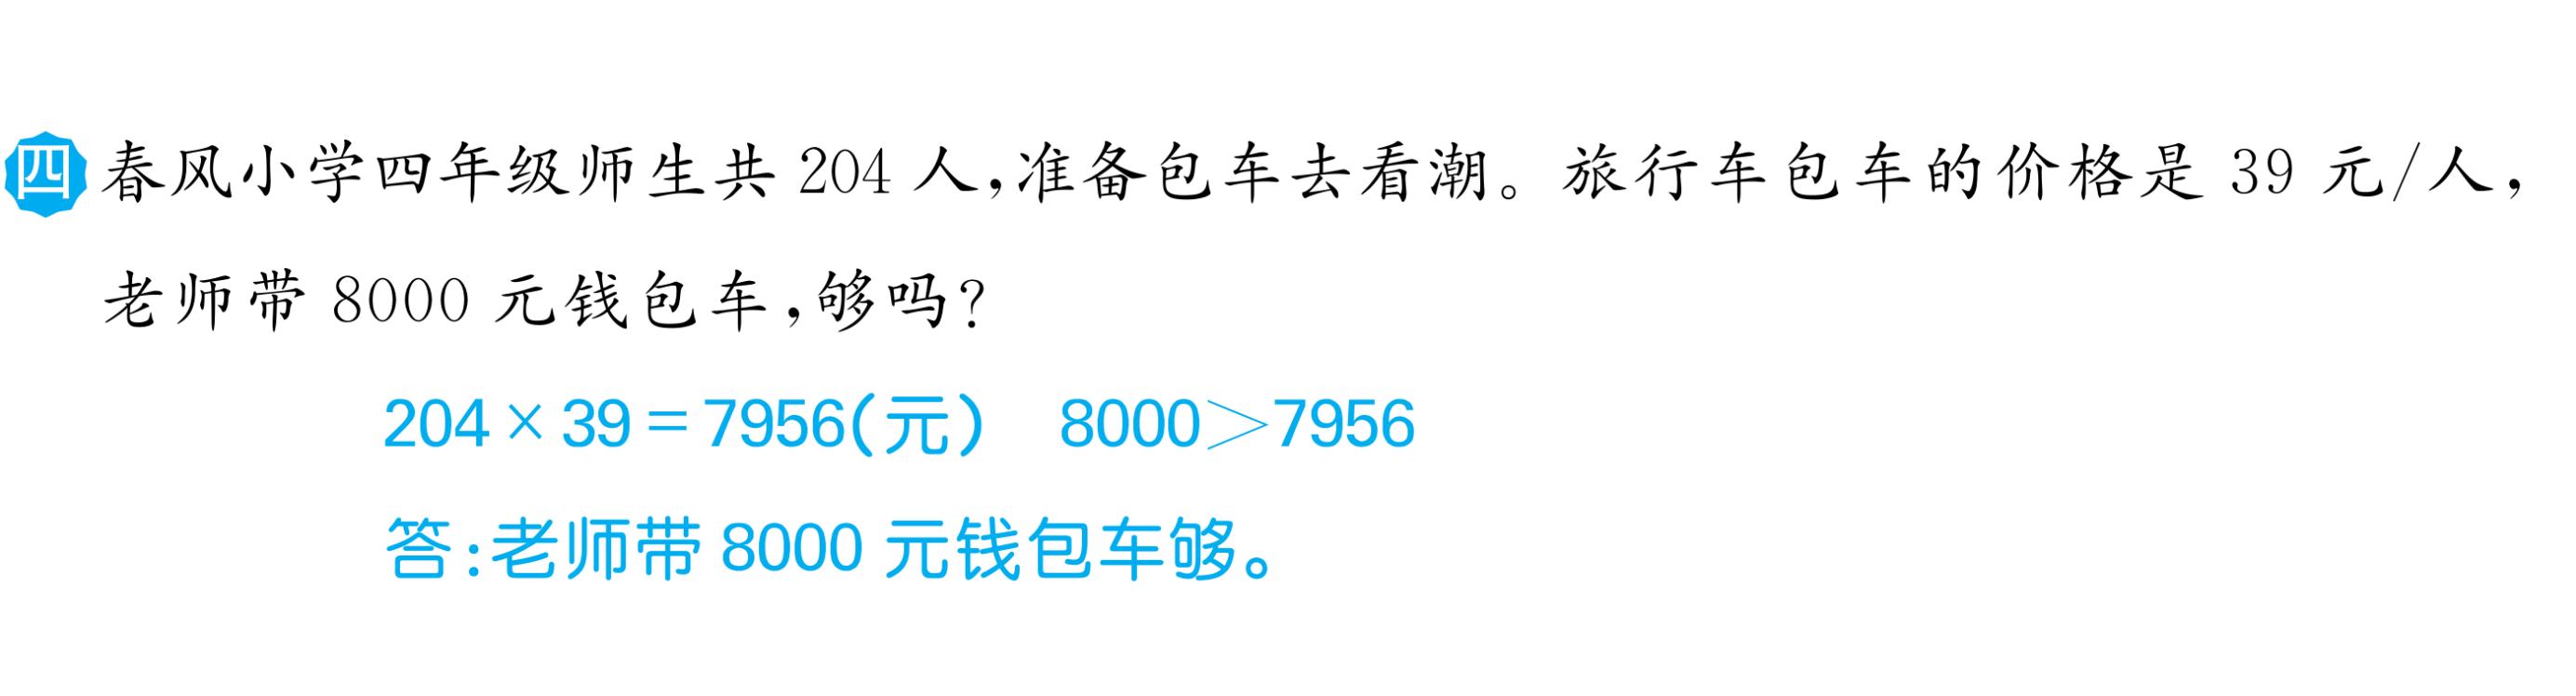 四 春风小学四年级师生共 204 人,准备包车去看潮。旅行车包车的价格是 39 元/人,
老师带 8000 元钱包车,够吗?
204×39=7956(元) 8000>7956
答:老师带 8000 元钱包车够。